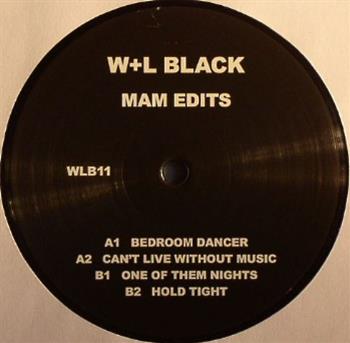 W+L BLACK
MAM EDITS
WLB11
A1 BEDROOM DANCER
A2 CAN'T LIVE WITHOUT MUSIC
B1 ONE OF THEM NIGHTS
B2 HOLD TIGHT